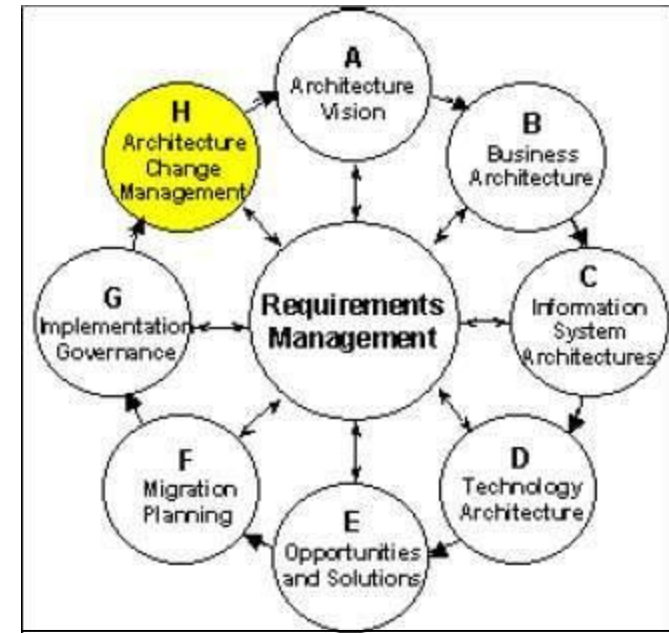 A
Architecture
Vision
B
Business
Architecture
C
Information
System
Architectures
D
Technology
Architecture
E
Opportunities
and Solutions
F
Migration
Planning
G
Implementation
Governance
H
Architecture
Change
Management
Requirements
Management